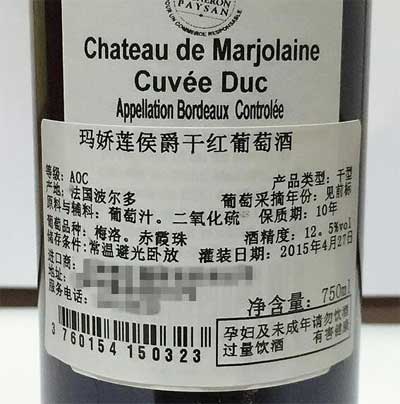 VIGNERON
PAYSAN
POUR UN COMMERCE RESPONSABLE
Chateau de Marjolaine
Cuvée Duc
Appellation Bordeaux Controlée
玛娇莲侯爵干红葡萄酒
等级: AOC 产品类型: 干型
产地: 法国波尔多 葡萄采摘年份: 见前标
原料与辅料: 葡萄汁。二氧化硫 保质期: 10年
葡萄品种: 梅洛。赤霞珠 酒精度: 12.5%vol
储存条件: 常温避光卧放 灌装日期: 2015年4月27日
进口商:
地址:
服务电话:
净含量: 750ml
孕妇及未成年请勿饮酒
过量饮酒 有害健康
3 760154 150323